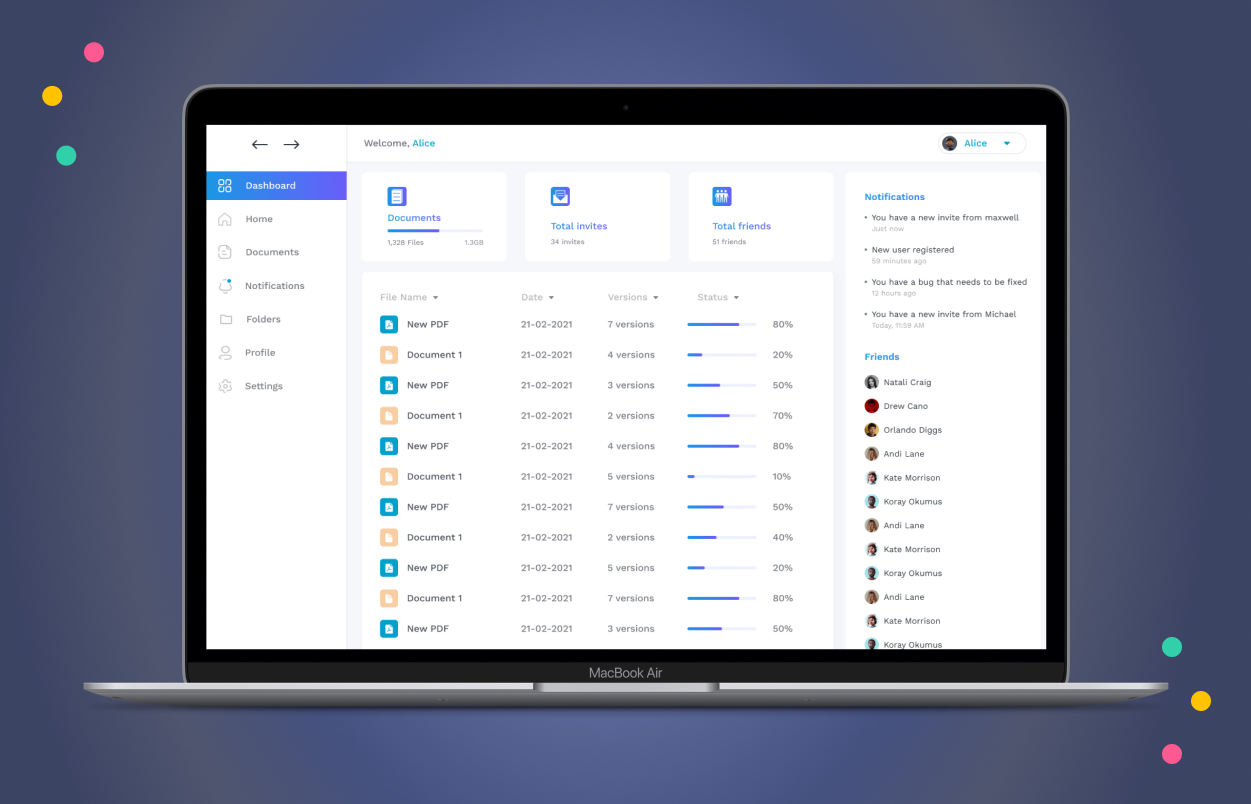 Welcome, Alice
Alice
Dashboard
Home
Documents
Notifications
Folders
Profile
Settings
Documents
1,328 Files 1.3GB
Total invites
34 invites
Total friends
51 friends
File Name Date Versions Status
New PDF 21-02-2021 7 versions 80%
Document 1 21-02-2021 4 versions 20%
New PDF 21-02-2021 3 versions 50%
Document 1 21-02-2021 2 versions 70%
New PDF 21-02-2021 4 versions 80%
Document 1 21-02-2021 5 versions 10%
New PDF 21-02-2021 7 versions 50%
Document 1 21-02-2021 2 versions 40%
New PDF 21-02-2021 5 versions 20%
Document 1 21-02-2021 7 versions 80%
New PDF 21-02-2021 3 versions 50%
Notifications
You have a new invite from maxwell
Just now
New user registered
59 minutes ago
You have a bug that needs to be fixed
12 hours ago
You have a new invite from Michael
Today, 11:59 AM
Friends
Natali Craig
Drew Cano
Orlando Diggs
Andi Lane
Kate Morrison
Koray Okumus
Andi Lane
Kate Morrison
Koray Okumus
Andi Lane
Kate Morrison
Koray Okumus
MacBook Air